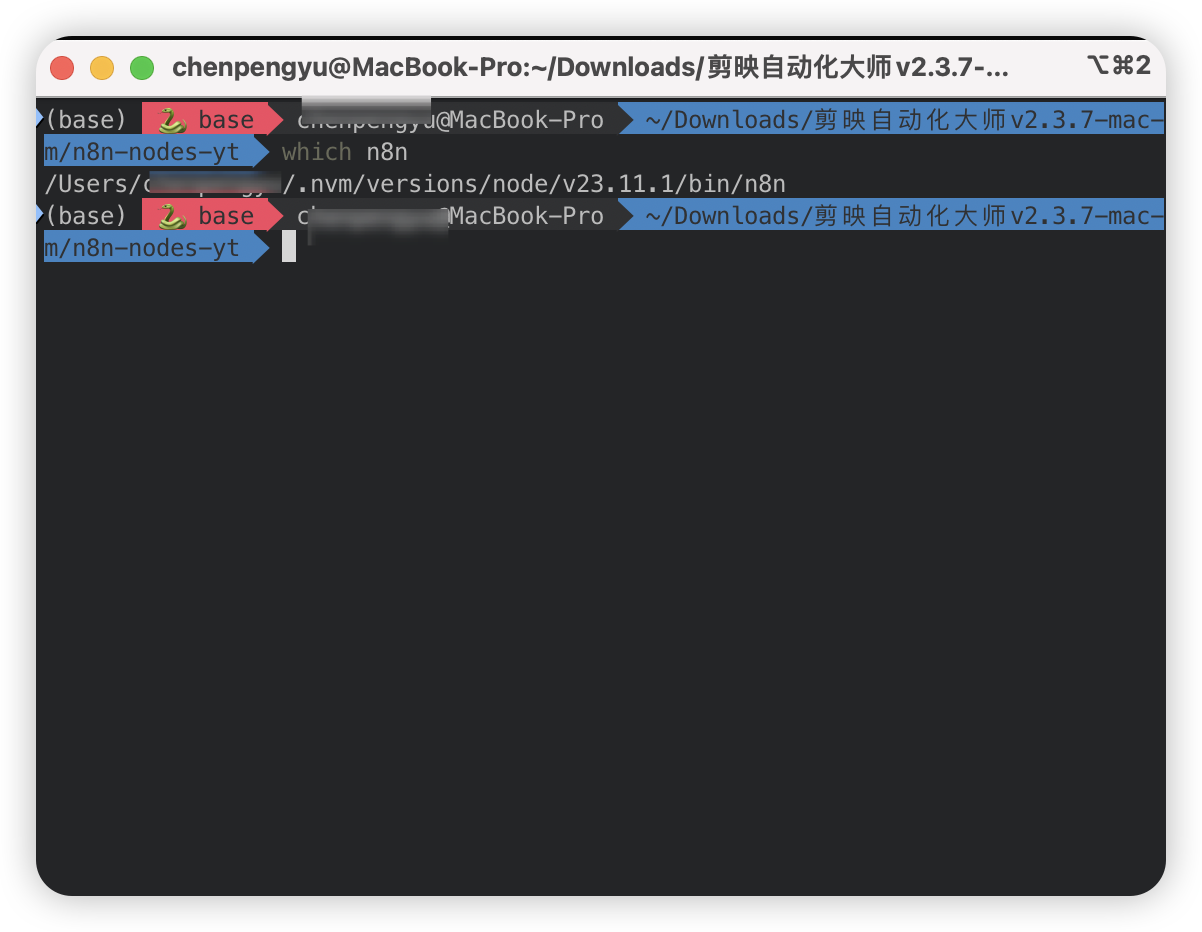 chenpengyu@MacBook-Pro:~/Downloads/剪映自动化大师v2.3.7-... ⌥⌘2
(base) 🐍 base @MacBook-Pro ~/Downloads/剪映自动化大师v2.3.7-mac-
m/n8n-nodes-yt which n8n
/Users/ /.nvm/versions/node/v23.11.1/bin/n8n
(base) 🐍 base MacBook-Pro ~/Downloads/剪映自动化大师v2.3.7-mac-
m/n8n-nodes-yt